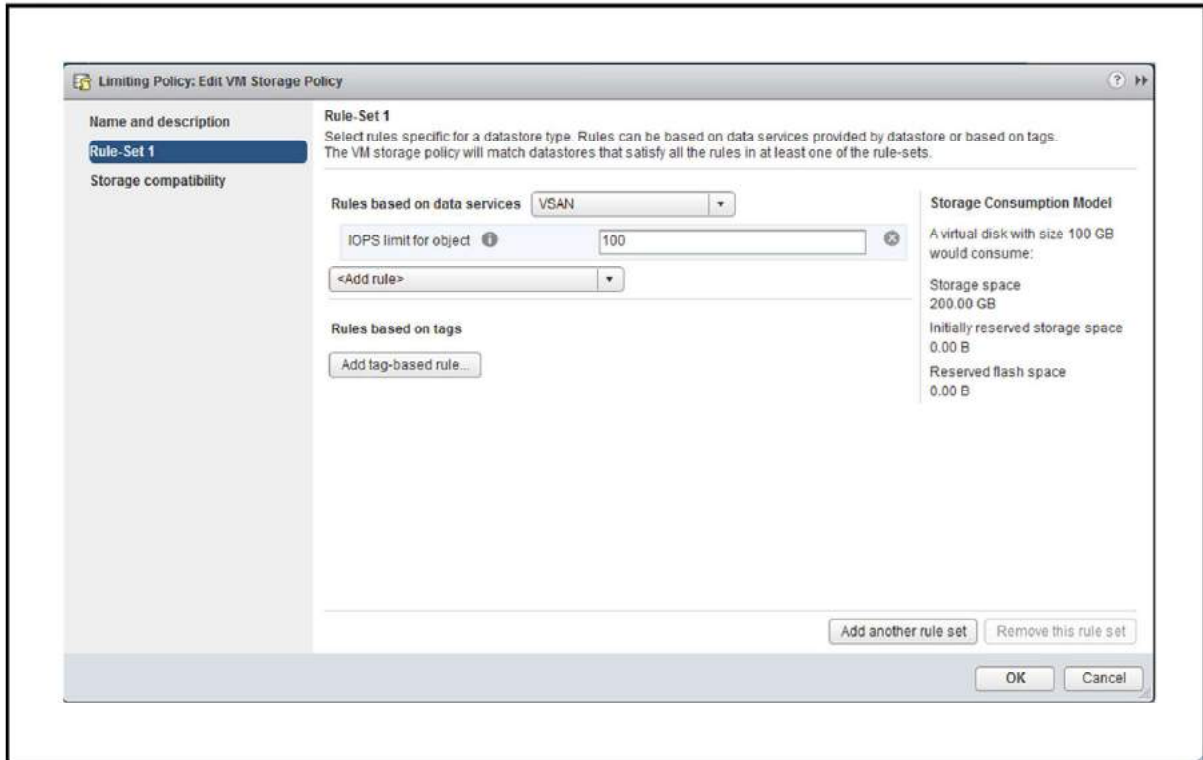 Limiting Policy: Edit VM Storage Policy
Name and description
Rule-Set 1
Storage compatibility
Rule-Set 1
Select rules specific for a datastore type. Rules can be based on data services provided by datastore or based on tags.
The VM storage policy will match datastores that satisfy all the rules in at least one of the rule-sets.
Rules based on data services VSAN
IOPS limit for object 100
<Add rule>
Rules based on tags
Add tag-based rule...
Storage Consumption Model
A virtual disk with size 100 GB
would consume:
Storage space
200.00 GB
Initially reserved storage space
0.00 B
Reserved flash space
0.00 B
Add another rule set Remove this rule set
OK Cancel